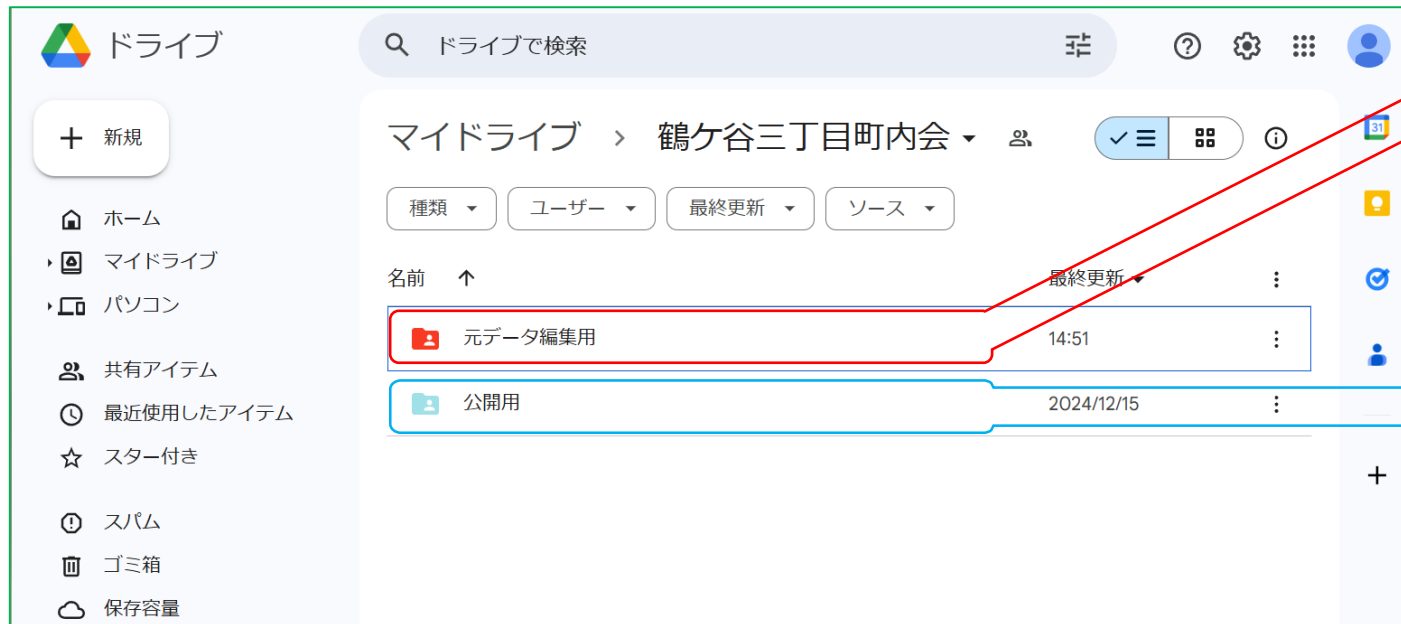 ドライブ
ドライブで検索
新規
マイドライブ > 鶴ケ谷三丁目町内会
種類 ユーザー 最終更新 ソース
ホーム
マイドライブ
パソコン
共有アイテム
最近使用したアイテム
スター付き
スパム
ゴミ箱
保存容量
名前 最終更新
元データ編集用 14:51
公開用 2024/12/15
31